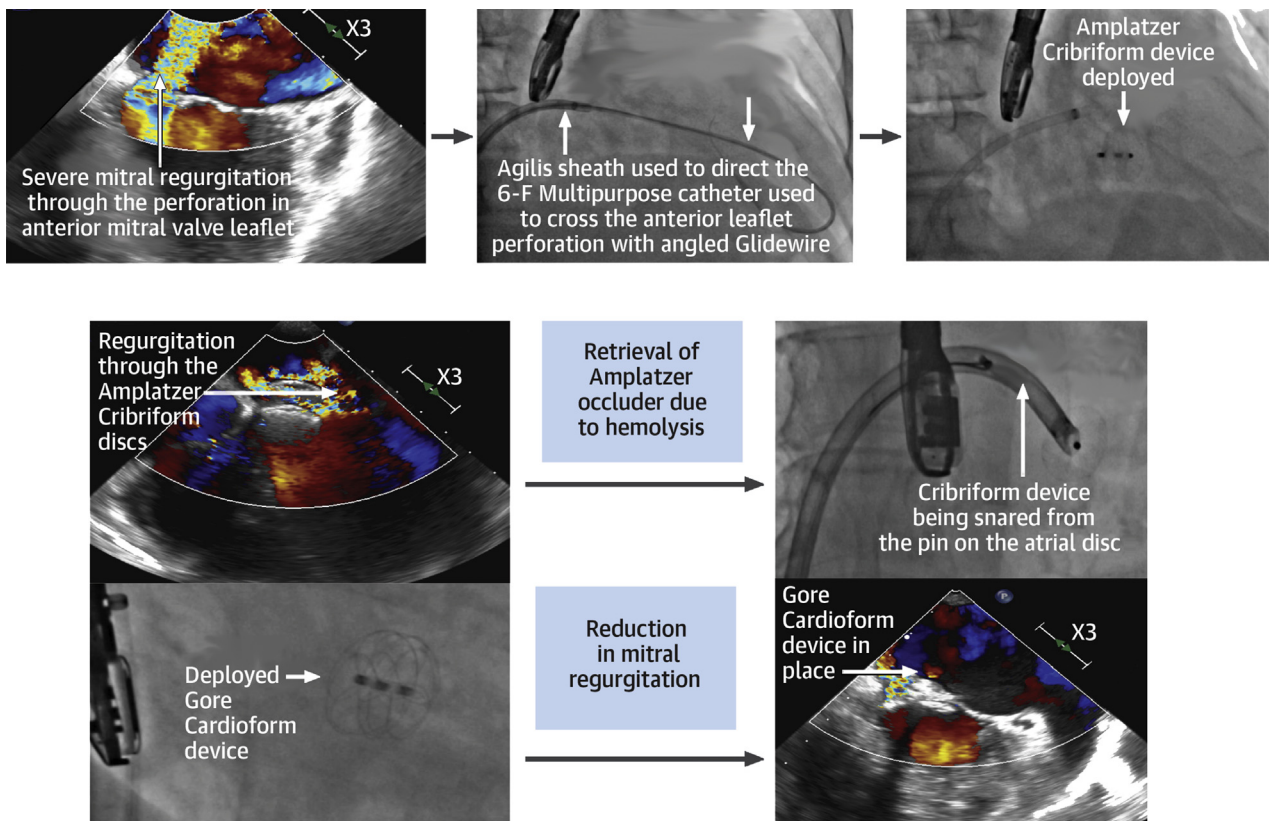 X3
Severe mitral regurgitation
through the perforation in
anterior mitral valve leaflet
Agilis sheath used to direct the
6-F Multipurpose catheter used
to cross the anterior leaflet
perforation with angled Glidewire
Amplatzer
Cribriform device
deployed
Regurgitation
through the
Amplatzer
Cribriform
discs
X3
Retrieval of
Amplatzer
occluder due
to hemolysis
Cribriform device
being snared from
the pin on the atrial disc
Deployed
Gore
Cardioform
device
Reduction
in mitral
regurgitation
Gore
Cardioform
device in
place
P
X3